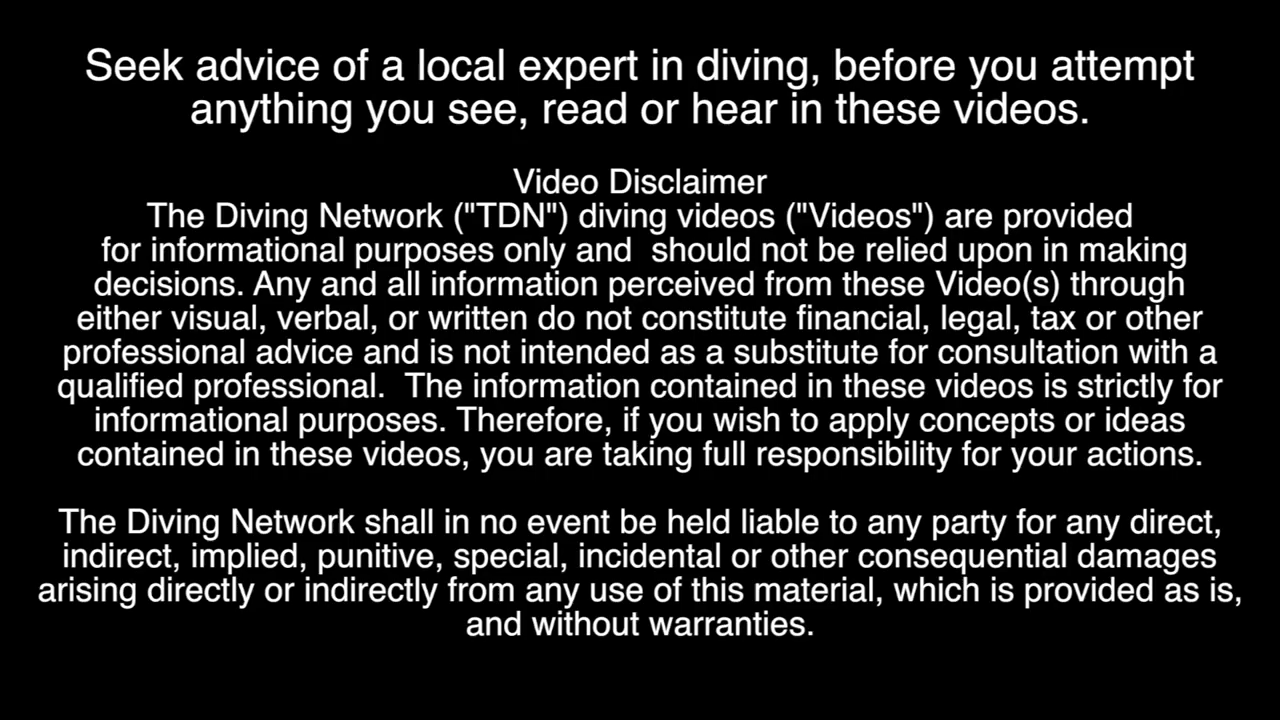 Seek advice of a local expert in diving, before you attempt
anything you see, read or hear in these videos.
Video Disclaimer
The Diving Network ("TDN") diving videos ("Videos") are provided
for informational purposes only and  should not be relied upon in making
decisions. Any and all information perceived from these Video(s) through
either visual, verbal, or written do not constitute financial, legal, tax or other
professional advice and is not intended as a substitute for consultation with a
qualified professional.  The information contained in these videos is strictly for
informational purposes. Therefore, if you wish to apply concepts or ideas
contained in these videos, you are taking full responsibility for your actions.
The Diving Network shall in no event be held liable to any party for any direct,
indirect, implied, punitive, special, incidental or other consequential damages
arising directly or indirectly from any use of this material, which is provided as is,
and without warranties.